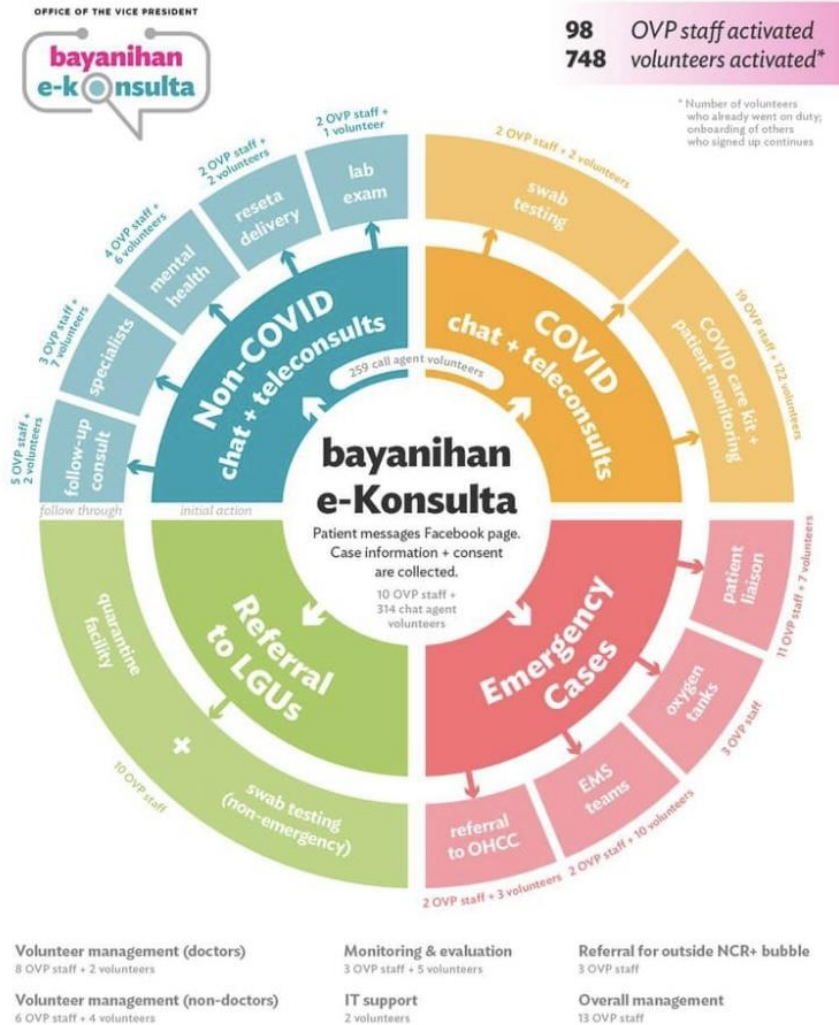 OFFICE OF THE VICE PRESIDENT
bayanihan
e-konsulta
98 OVP staff activated
748 volunteers activated*
* Number of volunteers
who already went on duty;
onboarding of others
who signed up continues
2 OVP staff +
1 volunteer
lab
exam
2 OVP staff +
2 volunteers
reseta
delivery
4 OVP staff +
6 volunteers
mental
health
3 OVP staff +
7 volunteers
specialists
5 OVP staff +
2 volunteers
follow-up
consult
Non-COVID
chat + teleconsults
2 OVP staff + 2 volunteers
swab
testing
19 OVP staff + 122 volunteers
COVID care kit +
patient monitoring
COVID
chat + teleconsults
259 call agent volunteers
bayanihan
e-Konsulta
Patient messages Facebook page.
Case information + consent
are collected.
10 OVP staff +
314 chat agent
volunteers
follow through
initial action
Referral
to LGUs
quarantine
facility
+
swab testing
(non-emergency)
10 OVP staff
Emergency
Cases
patient
liaison
11 OVP staff + 7 volunteers
oxygen
tanks
3 OVP staff
EMS
teams
2 OVP staff + 10 volunteers
referral
to OHCC
2 OVP staff + 3 volunteers
Volunteer management (doctors)
8 OVP staff + 2 volunteers
Monitoring & evaluation
3 OVP staff + 5 volunteers
Referral for outside NCR+ bubble
3 OVP staff
Volunteer management (non-doctors)
6 OVP staff + 4 volunteers
IT support
2 volunteers
Overall management
13 OVP staff